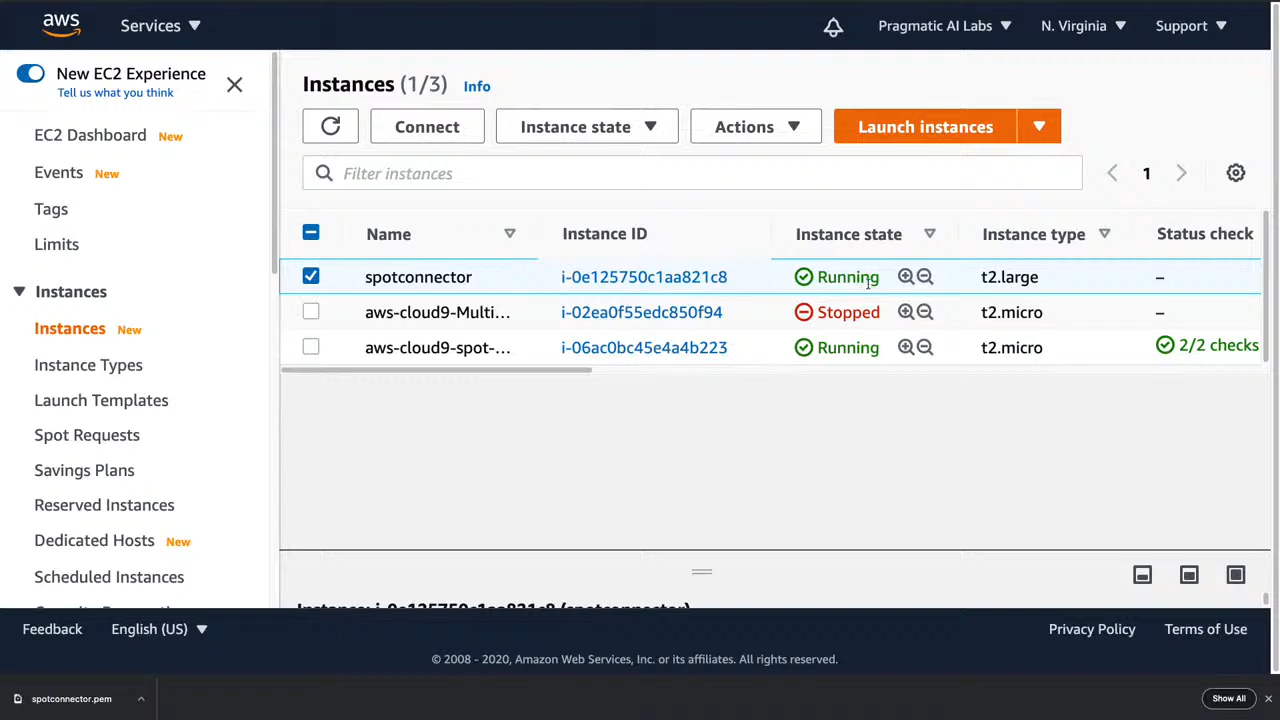 aws
Services
Pragmatic AI Labs
N. Virginia
Support
New EC2 Experience
Tell us what you think
EC2 Dashboard New
Events New
Tags
Limits
Instances
Instances New
Instance Types
Launch Templates
Spot Requests
Savings Plans
Reserved Instances
Dedicated Hosts New
Scheduled Instances
Instances (1/3) Info
Connect
Instance state
Actions
Launch instances
Filter instances
1
Name Instance ID Instance state Instance type Status check
spotconnector i-0e125750c1aa821c8 Running t2.large –
aws-cloud9-Multi... i-02ea0f55edc850f94 Stopped t2.micro –
aws-cloud9-spot-... i-06ac0bc45e4a4b223 Running t2.micro 2/2 checks
Instance: i-0e125750c1aa821c8 (spotconnector)
Feedback English (US) Privacy Policy Terms of Use
© 2008 - 2020, Amazon Web Services, Inc. or its affiliates. All rights reserved.
spotconnector.pem
Show All